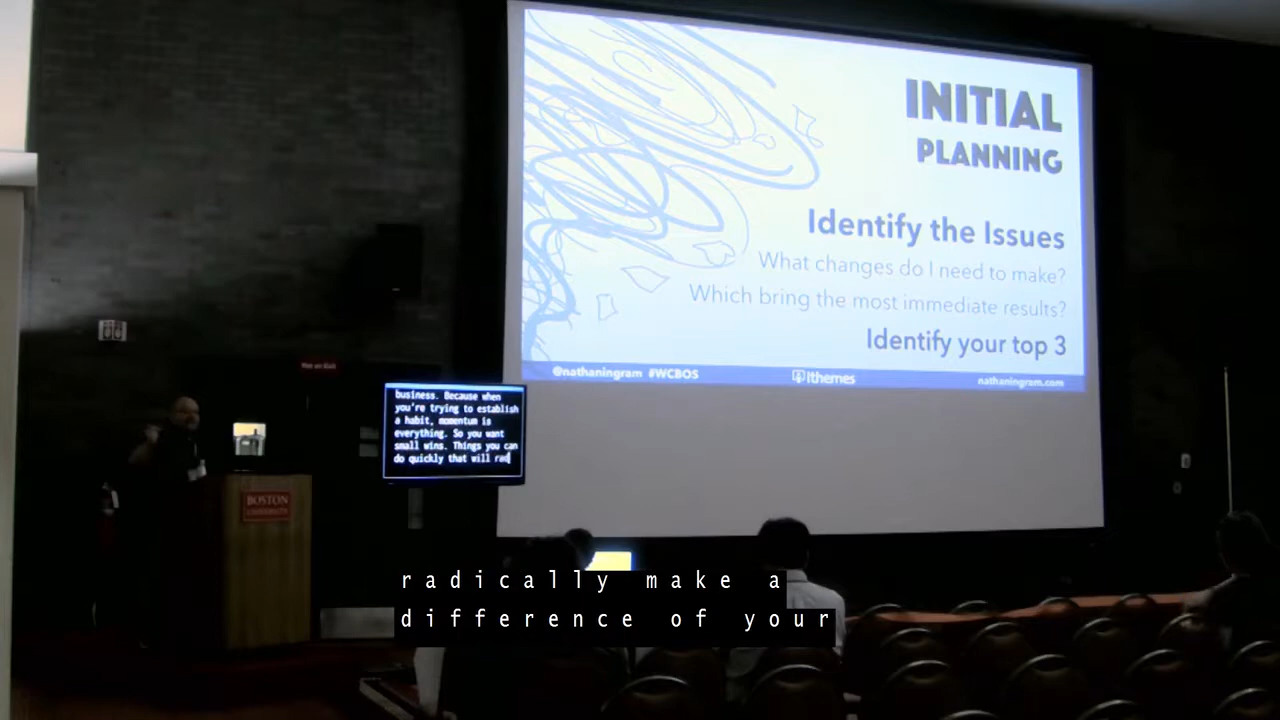 INITIAL
PLANNING
Identify the Issues
What changes do I need to make?
Which bring the most immediate results?
Identify your top 3
@nathaningram #WCBOS
ithemes
nathaningram.com
business. Because when
you're trying to establish
a habit, momentum is
everything. So you want
small wins. Things you can
do quickly that will rad
BOSTON
UNIVERSITY
radically make a
difference of your